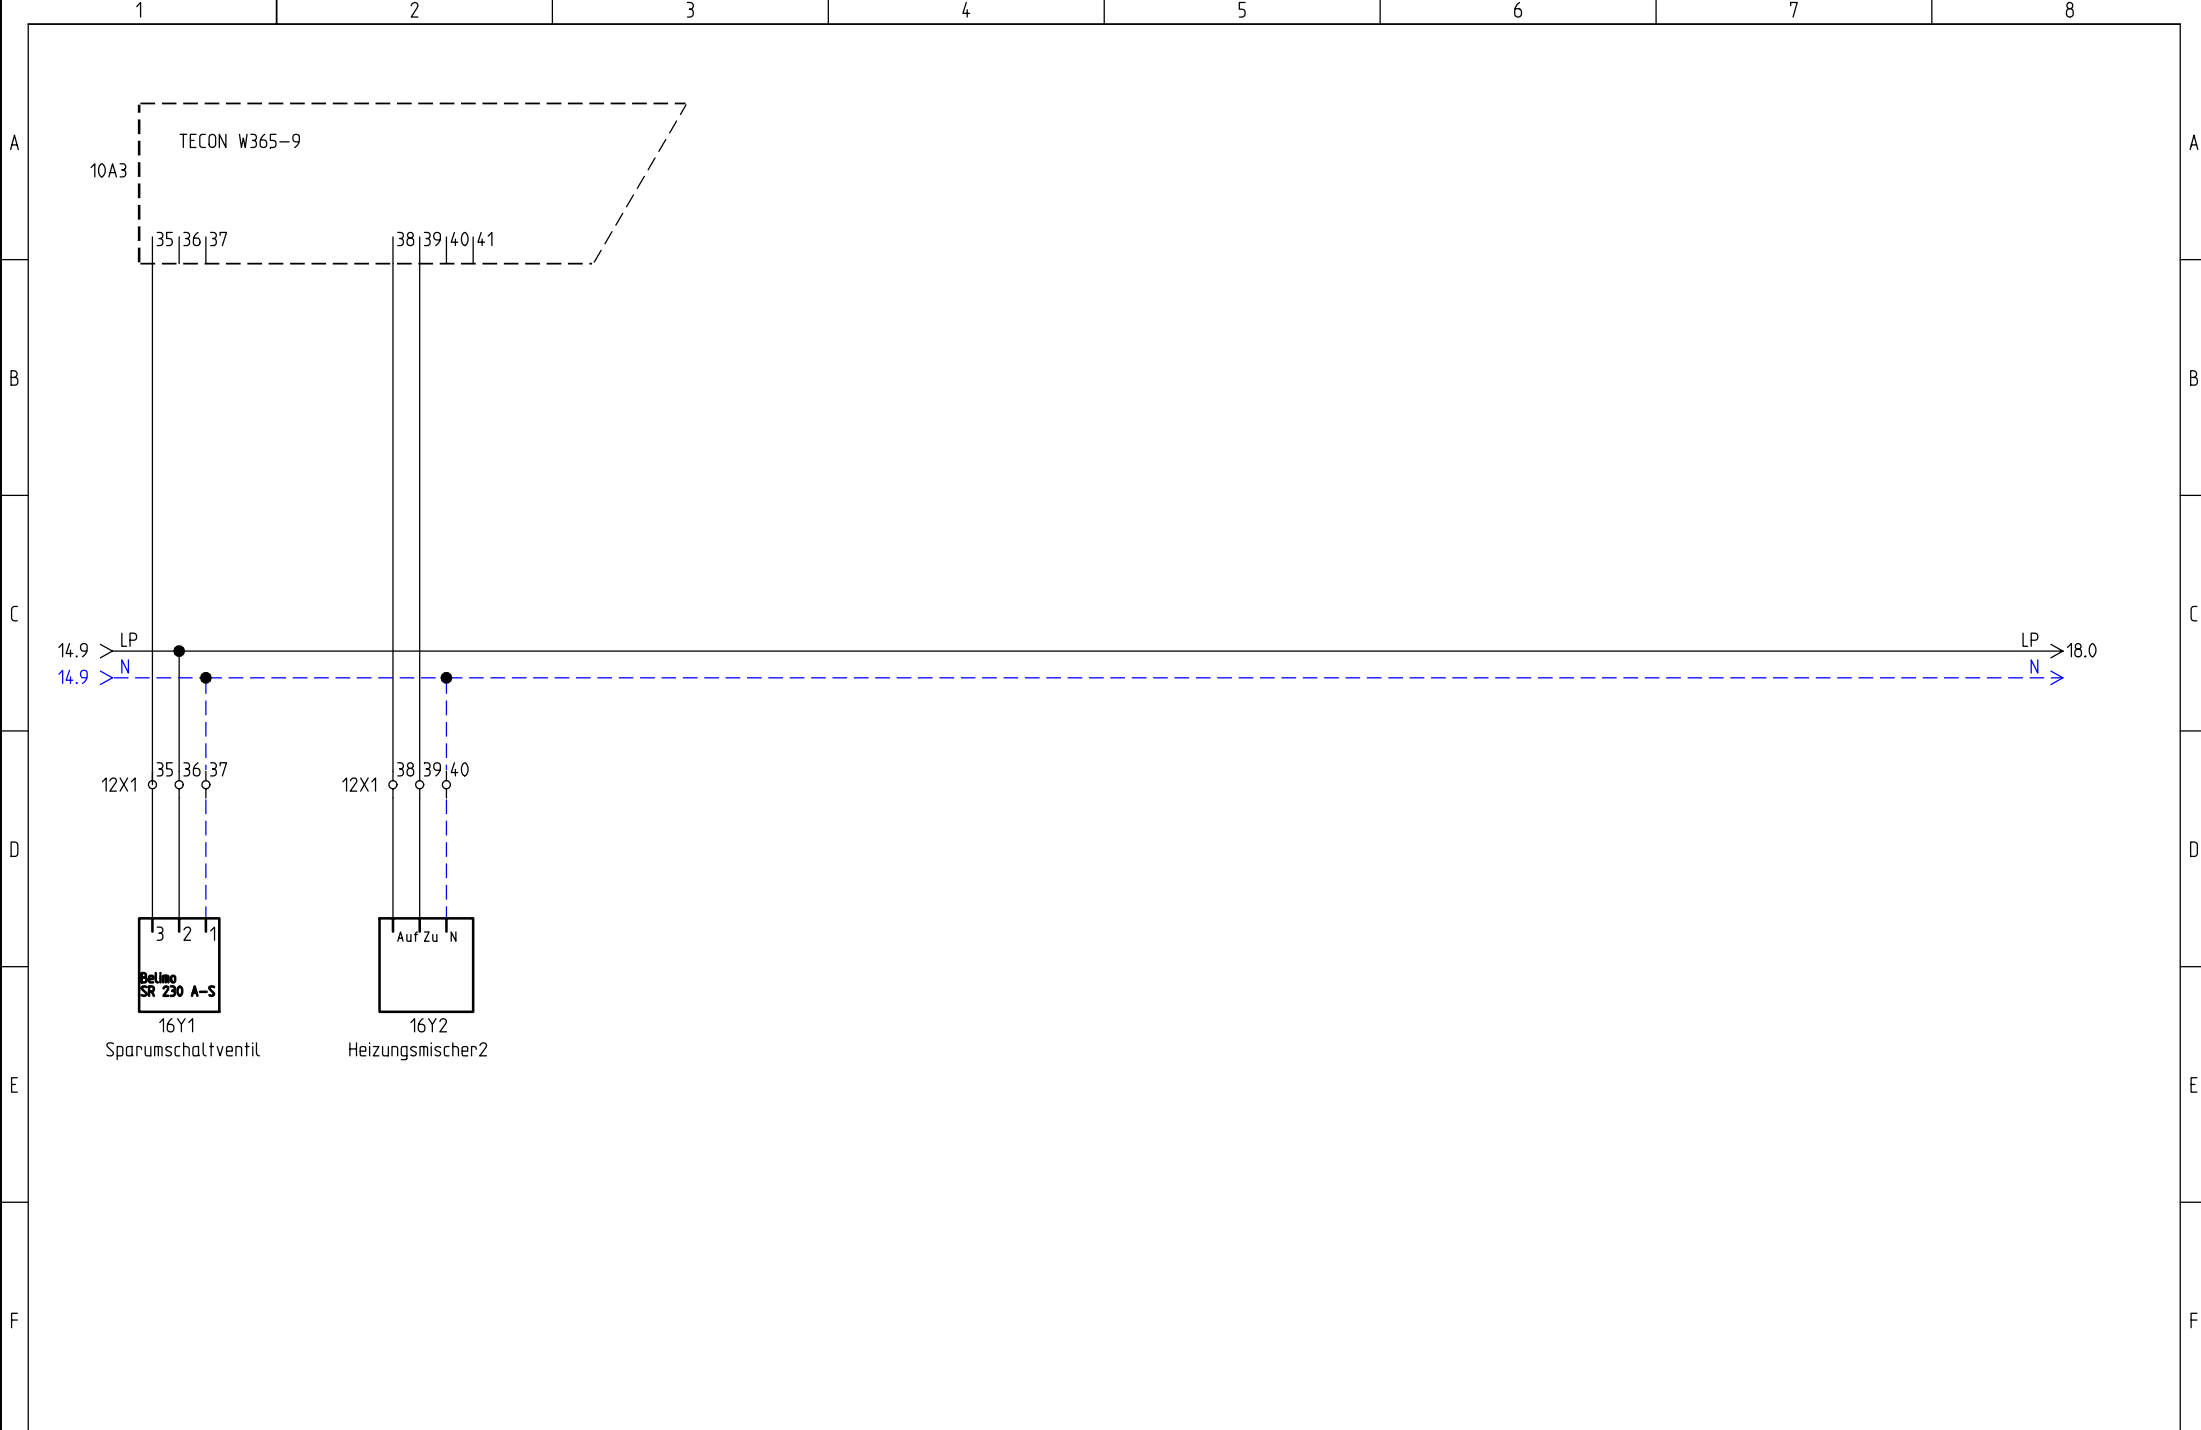 1 2 3 4 5 6 7 8
A TECON W365-9 A
10A3
35 36 37 38 39 40 41
B B
C C
LP LP
14.9 18.0
N N
14.9
35 36 37 38 39 40
12X1 12X1
D D
3 2 1 Auf Zu N
Belimo
SR 230 A-S
16Y1 16Y2
Sparumschaltventil Heizungsmischer2
E E
F F